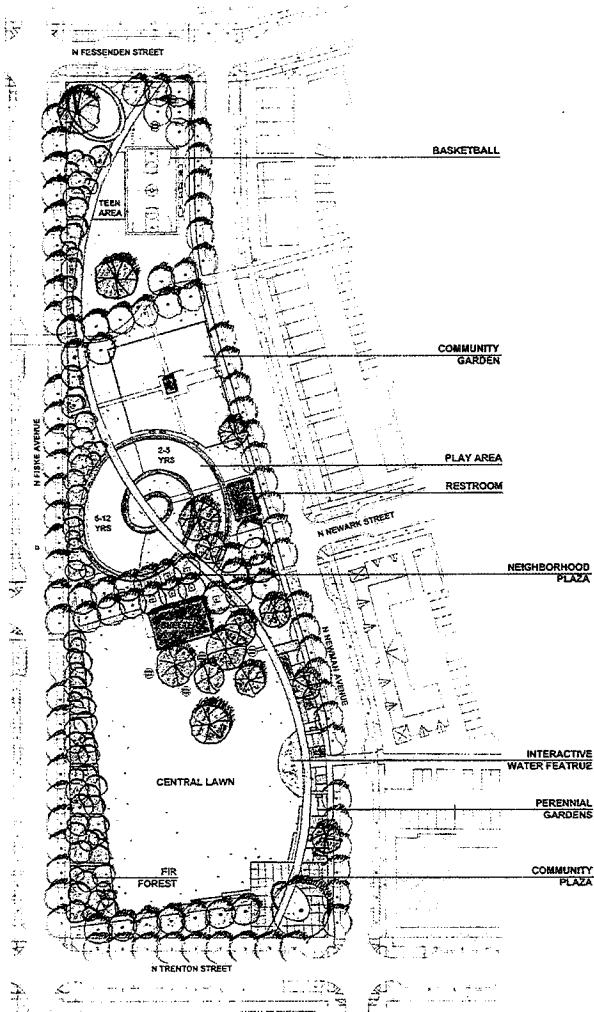 N FESSENDEN STREET
BASKETBALL
TEEN
AREA
COMMUNITY
GARDEN
N FISKE AVENUE
2-5
YRS
PLAY AREA
RESTROOM
5-12
YRS
N NEWARK STREET
NEIGHBORHOOD
PLAZA
N NEWMAN AVENUE
INTERACTIVE
WATER FEATRUE
CENTRAL LAWN
PERENNIAL
GARDENS
FIR
FOREST
COMMUNITY
PLAZA
N TRENTON STREET